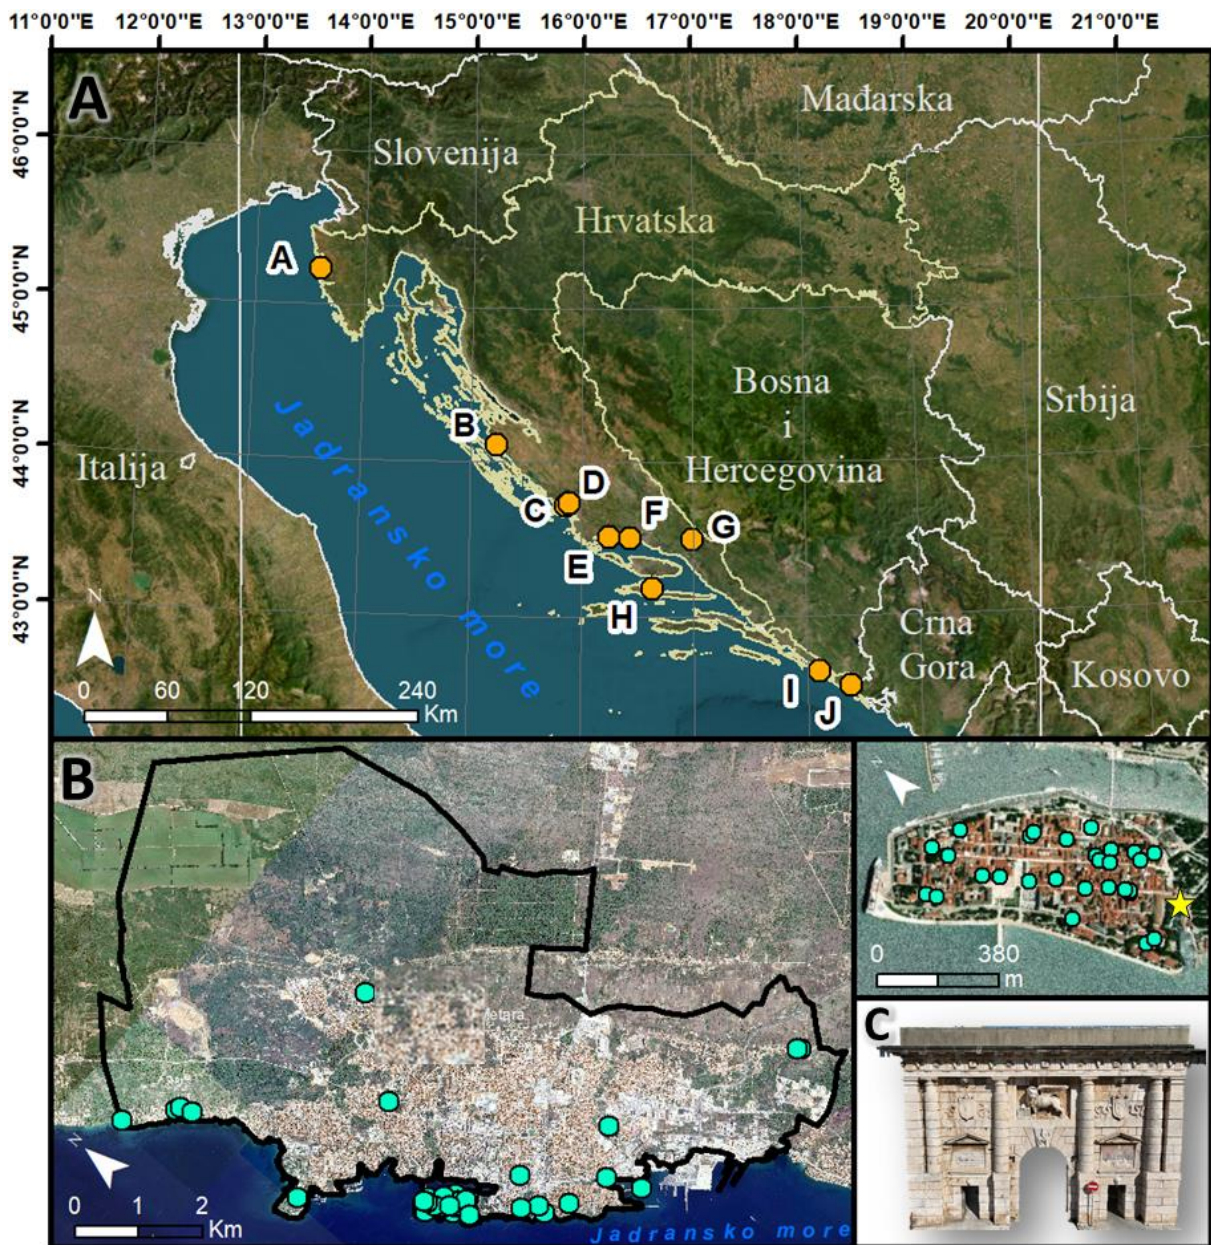 11°0'0"E 12°0'0"E 13°0'0"E 14°0'0"E 15°0'0"E 16°0'0"E 17°0'0"E 18°0'0"E 19°0'0"E 20°0'0"E 21°0'0"E
46°0'0"N
45°0'0"N
44°0'0"N
43°0'0"N
A
Mađarska
Slovenija
Hrvatska
A
Bosna
i
Hercegovina
Srbija
Italija
B
D
C
F
G
E
H
Jadransko more
Crna
Gora
Kosovo
I
J
N
0 60 120 240
Km
B
N
0 1 2
Km
Jadransko more
N
0 380
m
C